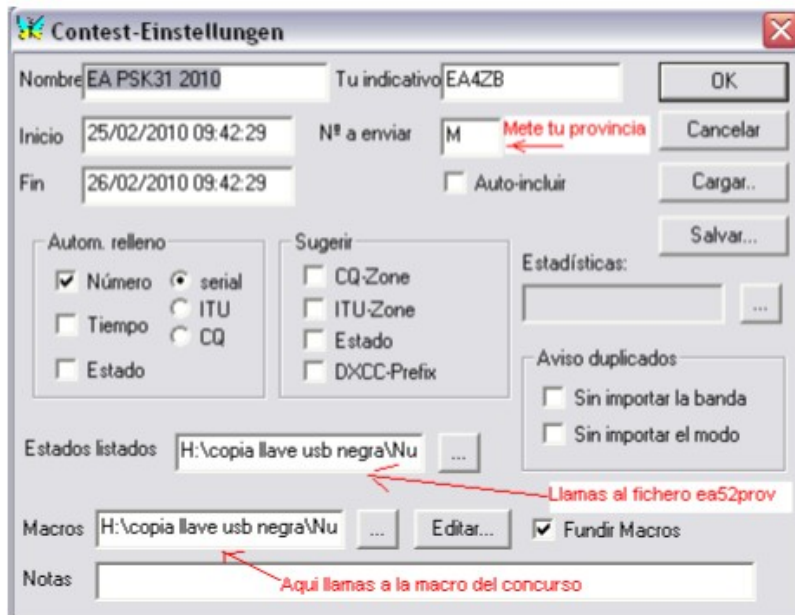 Contest-Einstellungen
Nombre EA PSK31 2010 Tu indicativo EA4ZB OK
Inicio 25/02/2010 09:42:29 Nº a enviar M Mete tu provincia Cancelar
Fin 26/02/2010 09:42:29 Auto-incluir Cargar..
Salvar...
Autom. relleno Sugerir Estadísticas:
Número serial CQ-Zone
ITU ITU-Zone ...
Tiempo CQ Estado
Estado DXCC-Prefix
Aviso duplicados
Sin importar la banda
Sin importar el modo
Estados listados H:\copia llave usb negra\Nu ...
Llamas al fichero ea52prov
Macros H:\copia llave usb negra\Nu ... Editar... Fundir Macros
Notas Aqui llamas a la macro del concurso